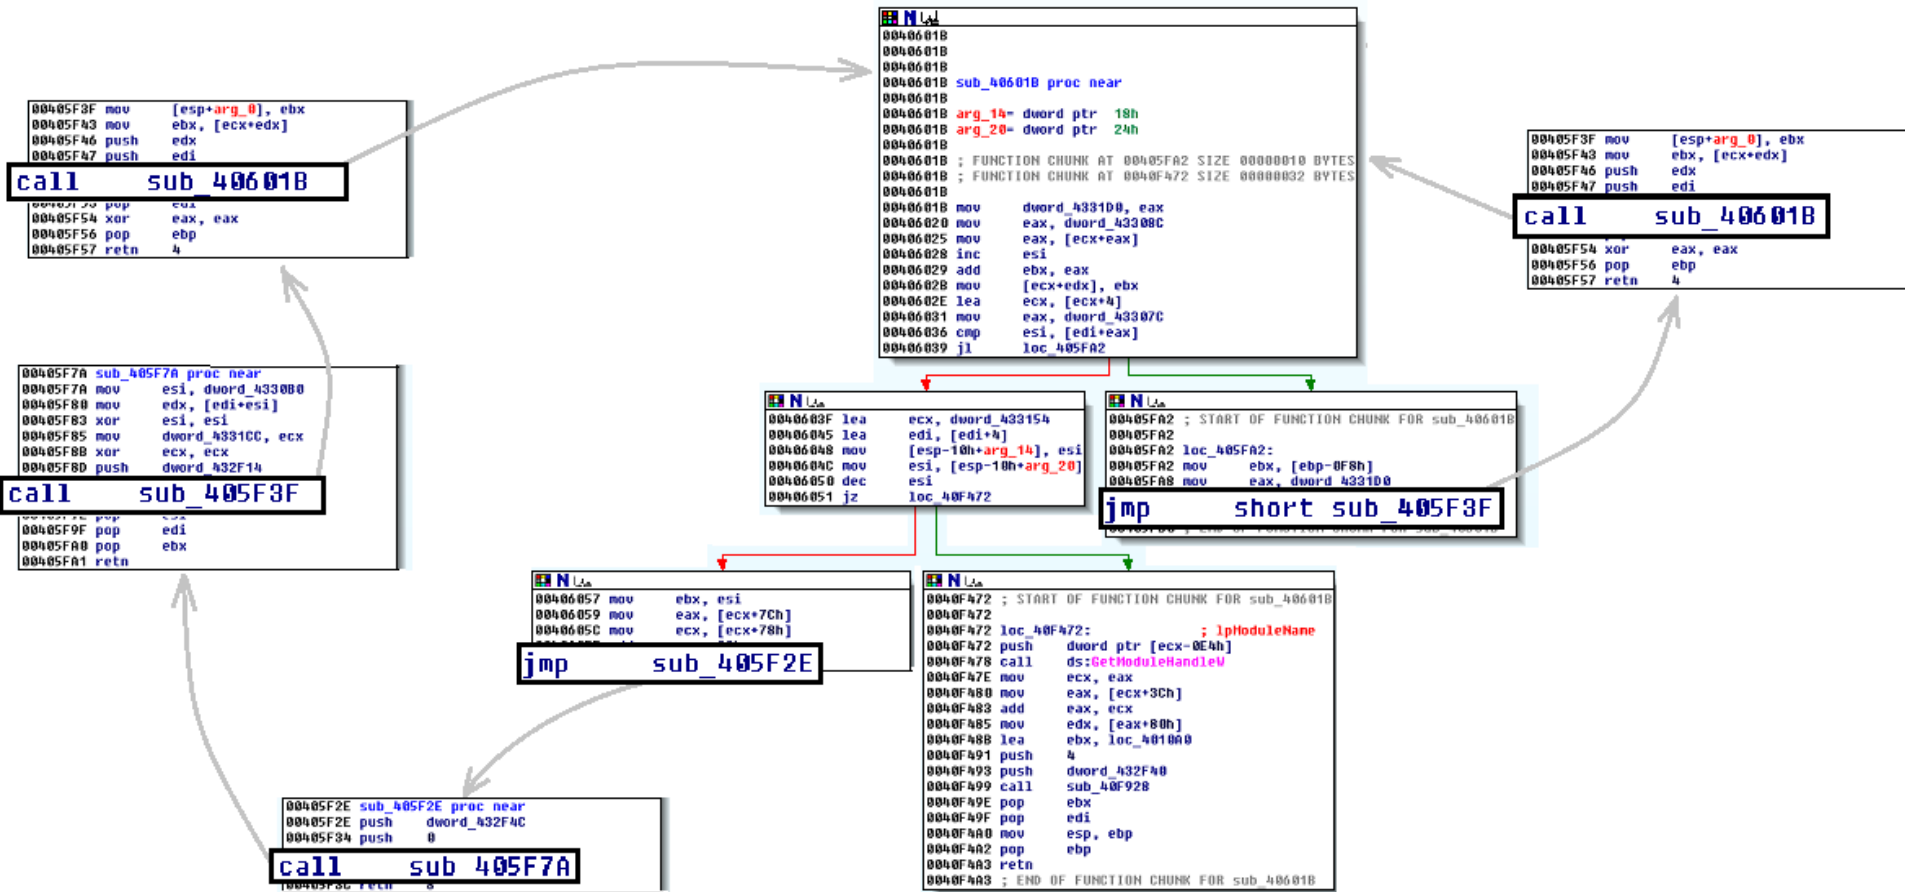 0040601B
0040601B
0040601B
0040601B sub_40601B proc near
0040601B
0040601B arg_14= dword ptr 18h
0040601B arg_20= dword ptr 24h
0040601B
0040601B ; FUNCTION CHUNK AT 00405FA2 SIZE 00000010 BYTES
0040601B ; FUNCTION CHUNK AT 0040F472 SIZE 00000032 BYTES
0040601B
0040601B mov dword_4331D0, eax
00406020 mov eax, dword_43308C
00406025 mov eax, [ecx+eax]
00406028 inc esi
00406029 add ebx, eax
0040602B mov [ecx+edx], ebx
0040602E lea ecx, [ecx+4]
00406031 mov eax, dword_43307C
00406036 cmp esi, [edi+eax]
00406039 jl loc_405FA2
00405F3F mov [esp+arg_0], ebx
00405F43 mov ebx, [ecx+edx]
00405F46 push edx
00405F47 push edi
call sub_40601B
00405F54 xor eax, eax
00405F56 pop ebp
00405F57 retn 4
00405F3F mov [esp+arg_0], ebx
00405F43 mov ebx, [ecx+edx]
00405F46 push edx
00405F47 push edi
call sub_40601B
00405F54 xor eax, eax
00405F56 pop ebp
00405F57 retn 4
00405F7A sub_405F7A proc near
00405F7A mov esi, dword_4330B0
00405F80 mov edx, [edi+esi]
00405F83 xor esi, esi
00405F85 mov dword_4331CC, ecx
00405F8B xor ecx, ecx
00405F8D push dword_432F14
call sub_405F3F
00405F9F pop edi
00405FA0 pop ebx
00405FA1 retn
0040603F lea ecx, dword_433154
00406045 lea edi, [edi+4]
00406048 mov [esp-10h+arg_14], esi
0040604C mov esi, [esp-10h+arg_20]
00406050 dec esi
00406051 jz loc_40F472
00405FA2 ; START OF FUNCTION CHUNK FOR sub_40601B
00405FA2
00405FA2 loc_405FA2:
00405FA2 mov ebx, [ebp-0F8h]
00405FA8 mov eax, dword_4331D0
jmp short sub_405F3F
00406057 mov ebx, esi
00406059 mov eax, [ecx+7Ch]
0040605C mov ecx, [ecx+78h]
jmp sub_405F2E
0040F472 ; START OF FUNCTION CHUNK FOR sub_40601B
0040F472
0040F472 loc_40F472: ; lpModuleName
0040F472 push dword ptr [ecx-0E4h]
0040F478 call ds:GetModuleHandleW
0040F47E mov ecx, eax
0040F480 mov eax, [ecx+3Ch]
0040F483 add eax, ecx
0040F485 mov edx, [eax+80h]
0040F48B lea ebx, loc_4010A0
0040F491 push 4
0040F493 push dword_432F40
0040F499 call sub_40F928
0040F49E pop ebx
0040F49F pop edi
0040F4A0 mov esp, ebp
0040F4A2 pop ebp
0040F4A3 retn
0040F4A3 ; END OF FUNCTION CHUNK FOR sub_40601B
00405F2E sub_405F2E proc near
00405F2E push dword_432F4C
00405F34 push 0
call sub_405F7A